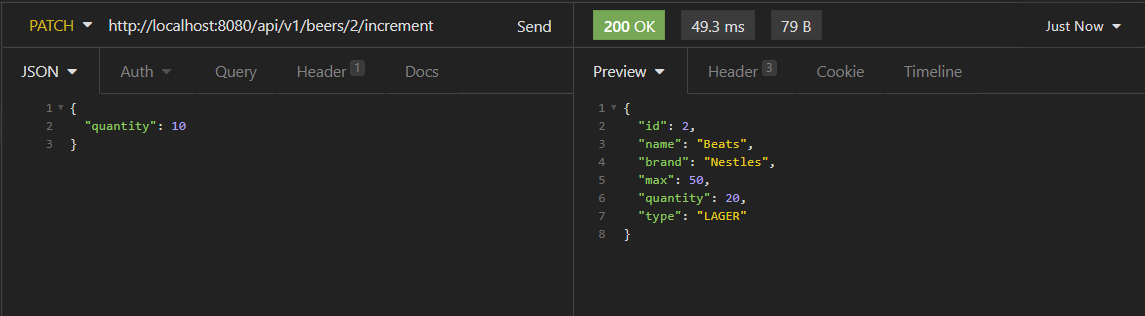 PATCH http://localhost:8080/api/v1/beers/2/increment Send
JSON Auth Query Header 1 Docs
1 {
2 "quantity": 10
3 }
200 OK 49.3 ms 79 B Just Now
Preview Header 3 Cookie Timeline
1 {
2 "id": 2,
3 "name": "Beats",
4 "brand": "Nestles",
5 "max": 50,
6 "quantity": 20,
7 "type": "LAGER"
8 }